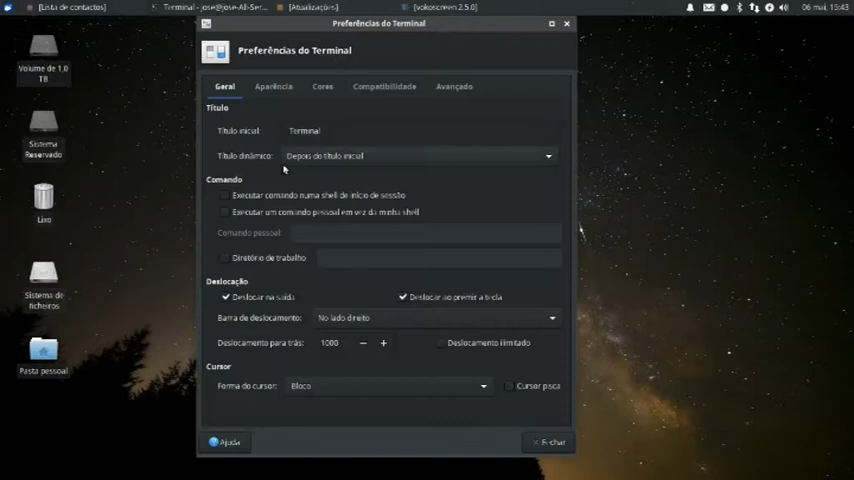 [Lista de contactos]
Terminal - jose@jose-All-Ser...
[Atualizações]
[vokoscreen 2.5.0]
06 mai, 15:43
Preferências do Terminal
Preferências do Terminal
Volume de 1,0
TB
Sistema
Reservado
Lixo
Sistema de
ficheiros
Pasta pessoal
Geral
Aparência
Cores
Compatibilidade
Avançado
Título
Título inicial: Terminal
Título dinâmico: Depois do título inicial
Comando
Executar comando numa shell de início de sessão
Executar um comando pessoal em vez da minha shell
Comando pessoal:
Diretório de trabalho
Deslocação
Deslocar na saída
Deslocar ao premir a tecla
Barra de deslocamento: No lado direito
Deslocamento para trás: 1000 − +
Deslocamento ilimitado
Cursor
Forma do cursor: Bloco
Cursor pisca
Ajuda
Fechar